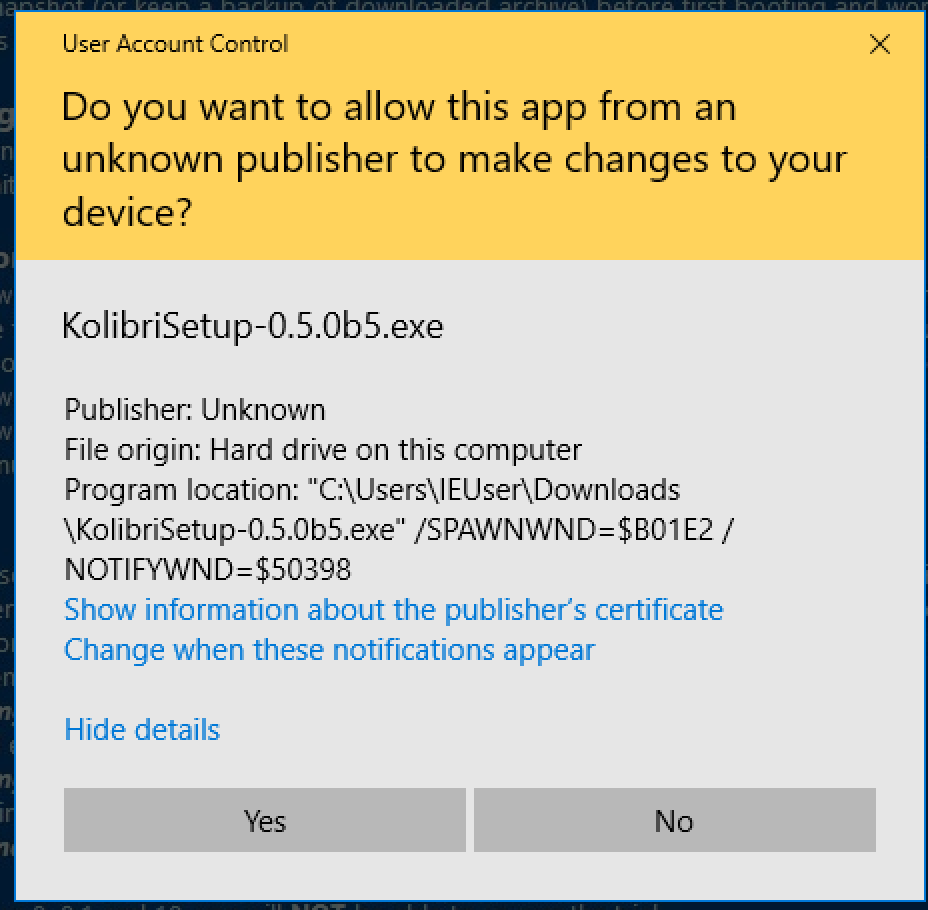 napshot (or keep a backup of downloaded archive) before first booting and wor
User Account Control
Do you want to allow this app from an
unknown publisher to make changes to your
device?
KolibriSetup-0.5.0b5.exe
Publisher: Unknown
File origin: Hard drive on this computer
Program location: "C:\Users\IEUser\Downloads
\KolibriSetup-0.5.0b5.exe" /SPAWNWND=$B01E2 /
NOTIFYWND=$50398
Show information about the publisher's certificate
Change when these notifications appear
Hide details
Yes No
NOT